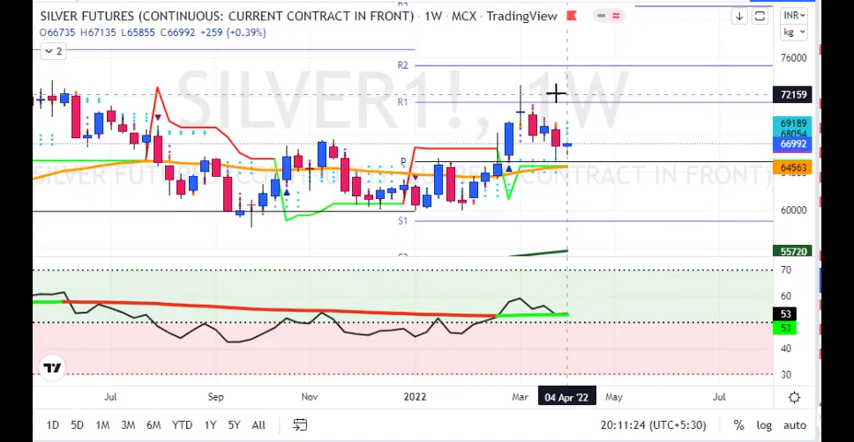 SILVER FUTURES (CONTINUOUS: CURRENT CONTRACT IN FRONT) · 1W · MCX · TradingView
INR
kg
O66735 H67135 L65855 C66992 +259 (+0.39%)
2
SILVER1!, 1W
SILVER FUTURES (CONTINUOUS: CURRENT CONTRACT IN FRONT)
R2
R1
P
S1
76000
72159
69189
68054
66992
64563
60000
55720
70
60
53
53
40
30
Jul
Sep
Nov
2022
Mar
04 Apr '22
May
Jul
1D 5D 1M 3M 6M YTD 1Y 5Y All
20:11:24 (UTC+5:30)
% log auto